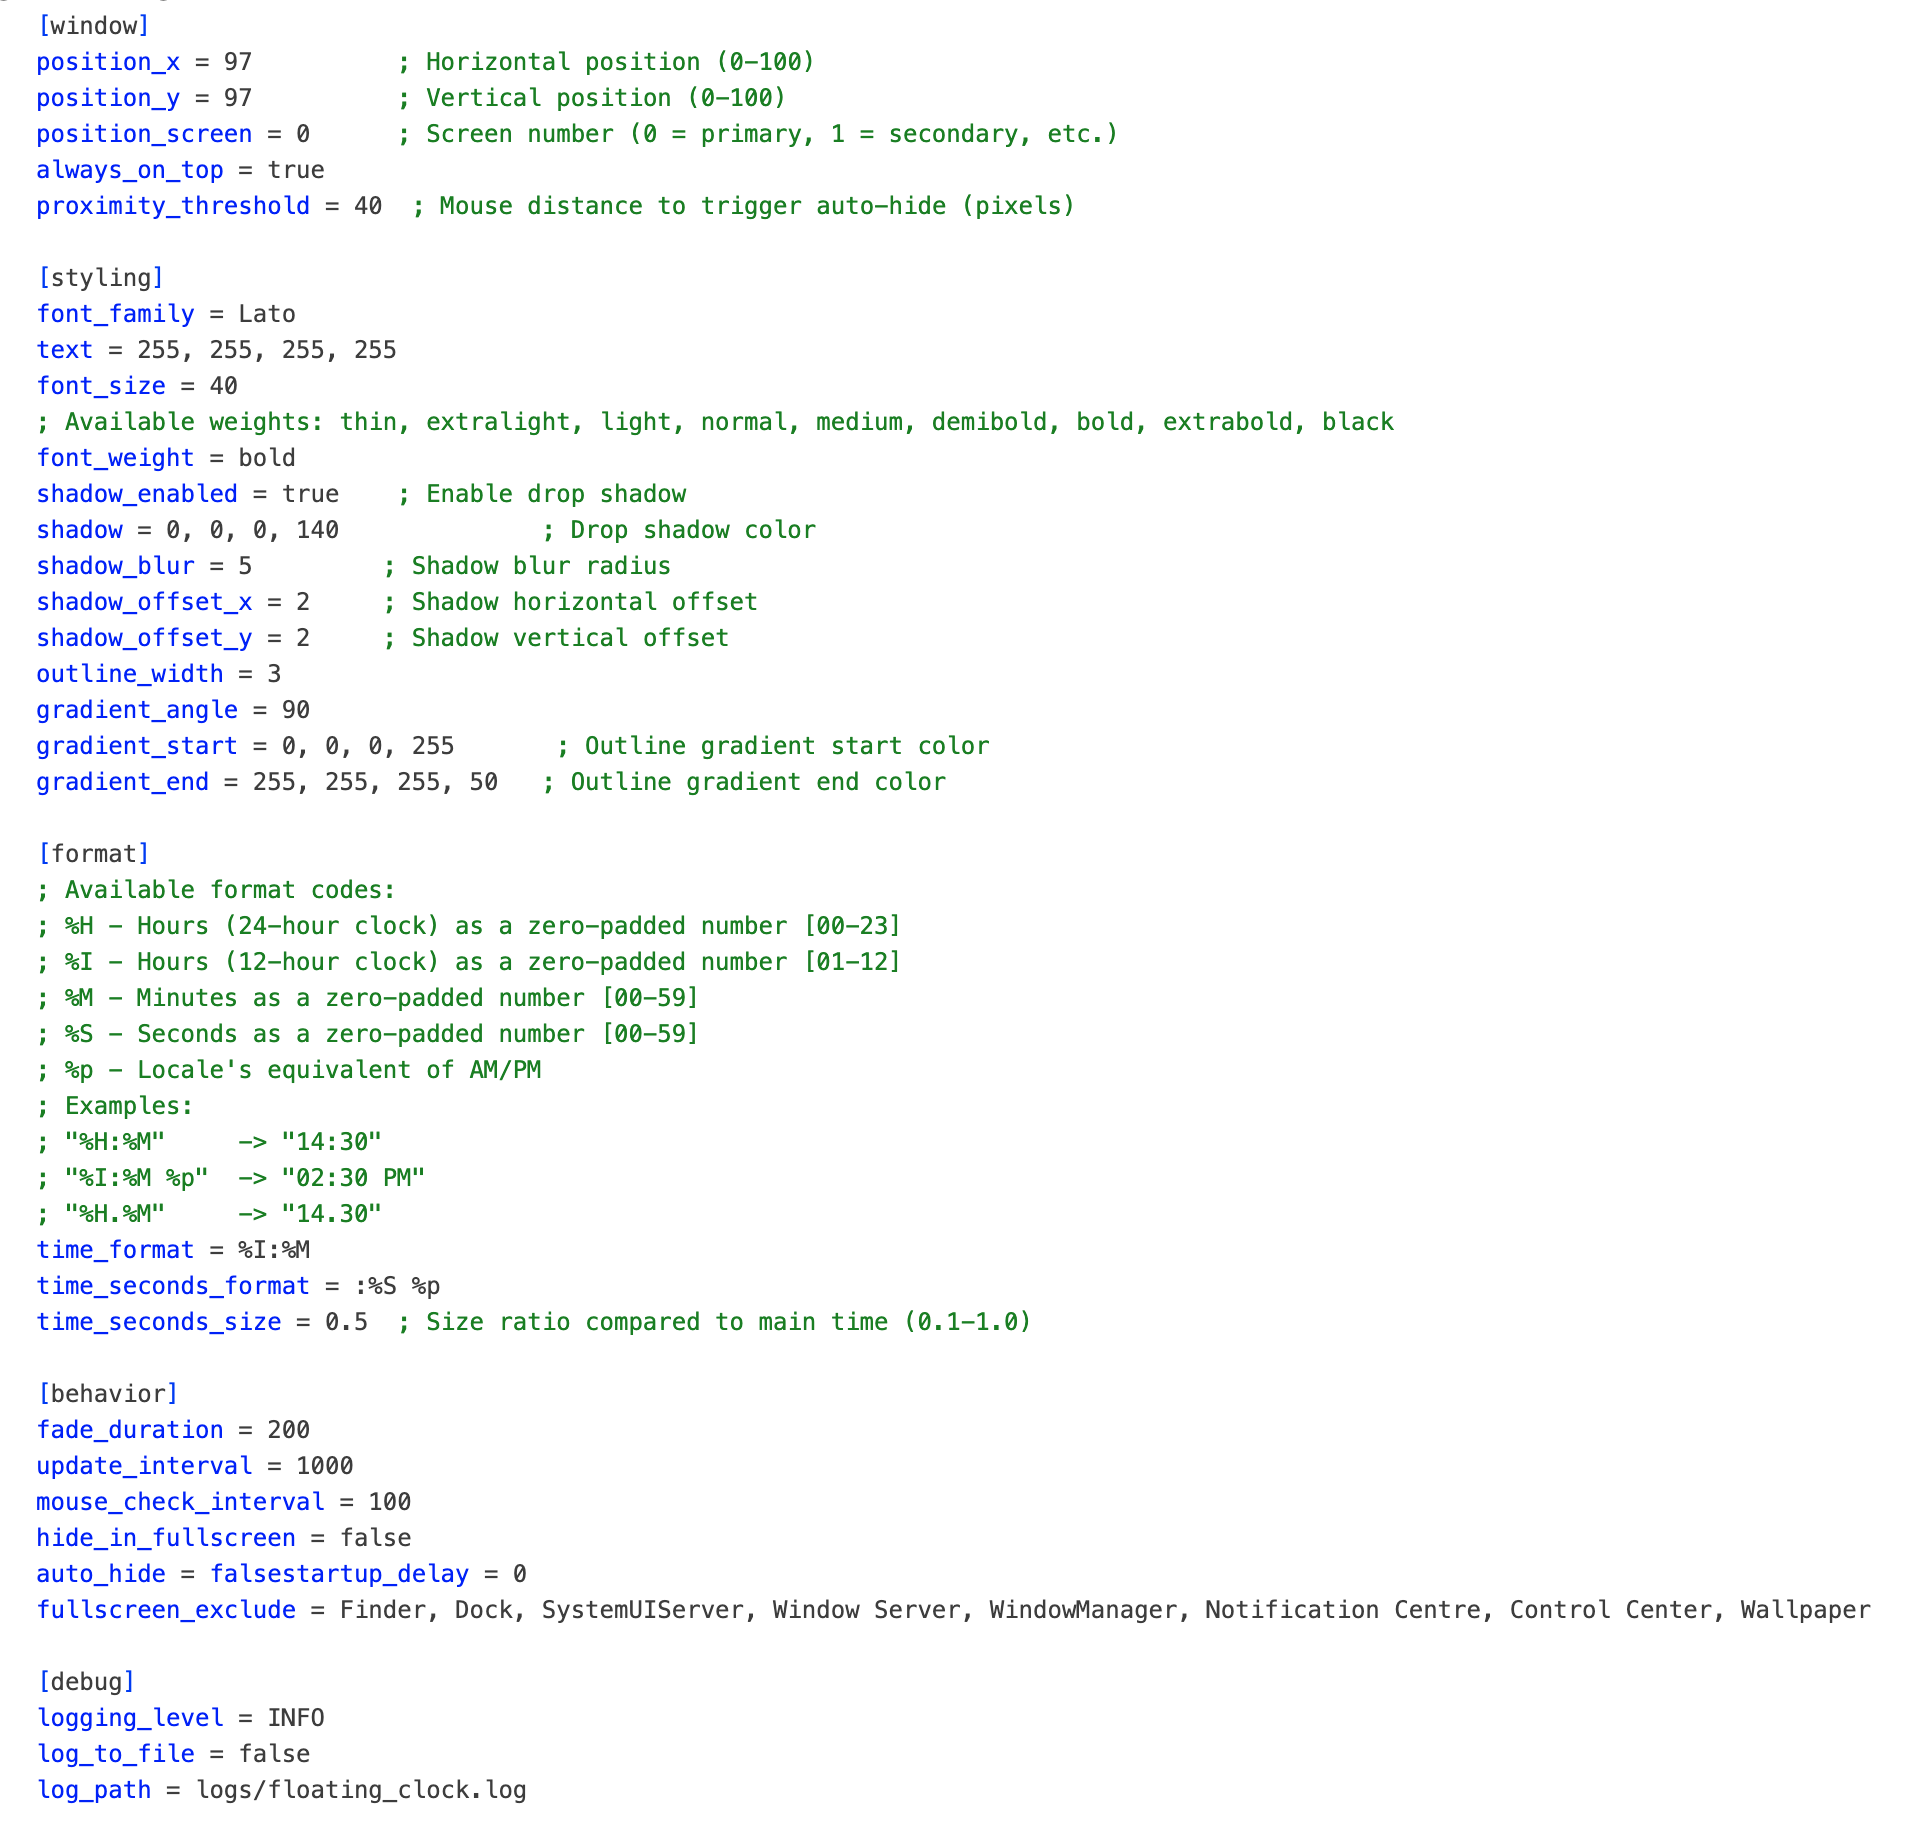 [window]
position_x = 97          ; Horizontal position (0-100)
position_y = 97          ; Vertical position (0-100)
position_screen = 0      ; Screen number (0 = primary, 1 = secondary, etc.)
always_on_top = true
proximity_threshold = 40  ; Mouse distance to trigger auto-hide (pixels)

[styling]
font_family = Lato
text = 255, 255, 255, 255
font_size = 40
; Available weights: thin, extralight, light, normal, medium, demibold, bold, extrabold, black
font_weight = bold
shadow_enabled = true    ; Enable drop shadow
shadow = 0, 0, 0, 140              ; Drop shadow color
shadow_blur = 5         ; Shadow blur radius
shadow_offset_x = 2     ; Shadow horizontal offset
shadow_offset_y = 2     ; Shadow vertical offset
outline_width = 3
gradient_angle = 90
gradient_start = 0, 0, 0, 255       ; Outline gradient start color
gradient_end = 255, 255, 255, 50   ; Outline gradient end color

[format]
; Available format codes:
; %H - Hours (24-hour clock) as a zero-padded number [00-23]
; %I - Hours (12-hour clock) as a zero-padded number [01-12]
; %M - Minutes as a zero-padded number [00-59]
; %S - Seconds as a zero-padded number [00-59]
; %p - Locale's equivalent of AM/PM
; Examples:
; "%H:%M"     -> "14:30"
; "%I:%M %p"  -> "02:30 PM"
; "%H.%M"     -> "14.30"
time_format = %I:%M
time_seconds_format = :%S %p
time_seconds_size = 0.5  ; Size ratio compared to main time (0.1-1.0)

[behavior]
fade_duration = 200
update_interval = 1000
mouse_check_interval = 100
hide_in_fullscreen = false
auto_hide = falsestartup_delay = 0
fullscreen_exclude = Finder, Dock, SystemUIServer, Window Server, WindowManager, Notification Centre, Control Center, Wallpaper

[debug]
logging_level = INFO
log_to_file = false
log_path = logs/floating_clock.log